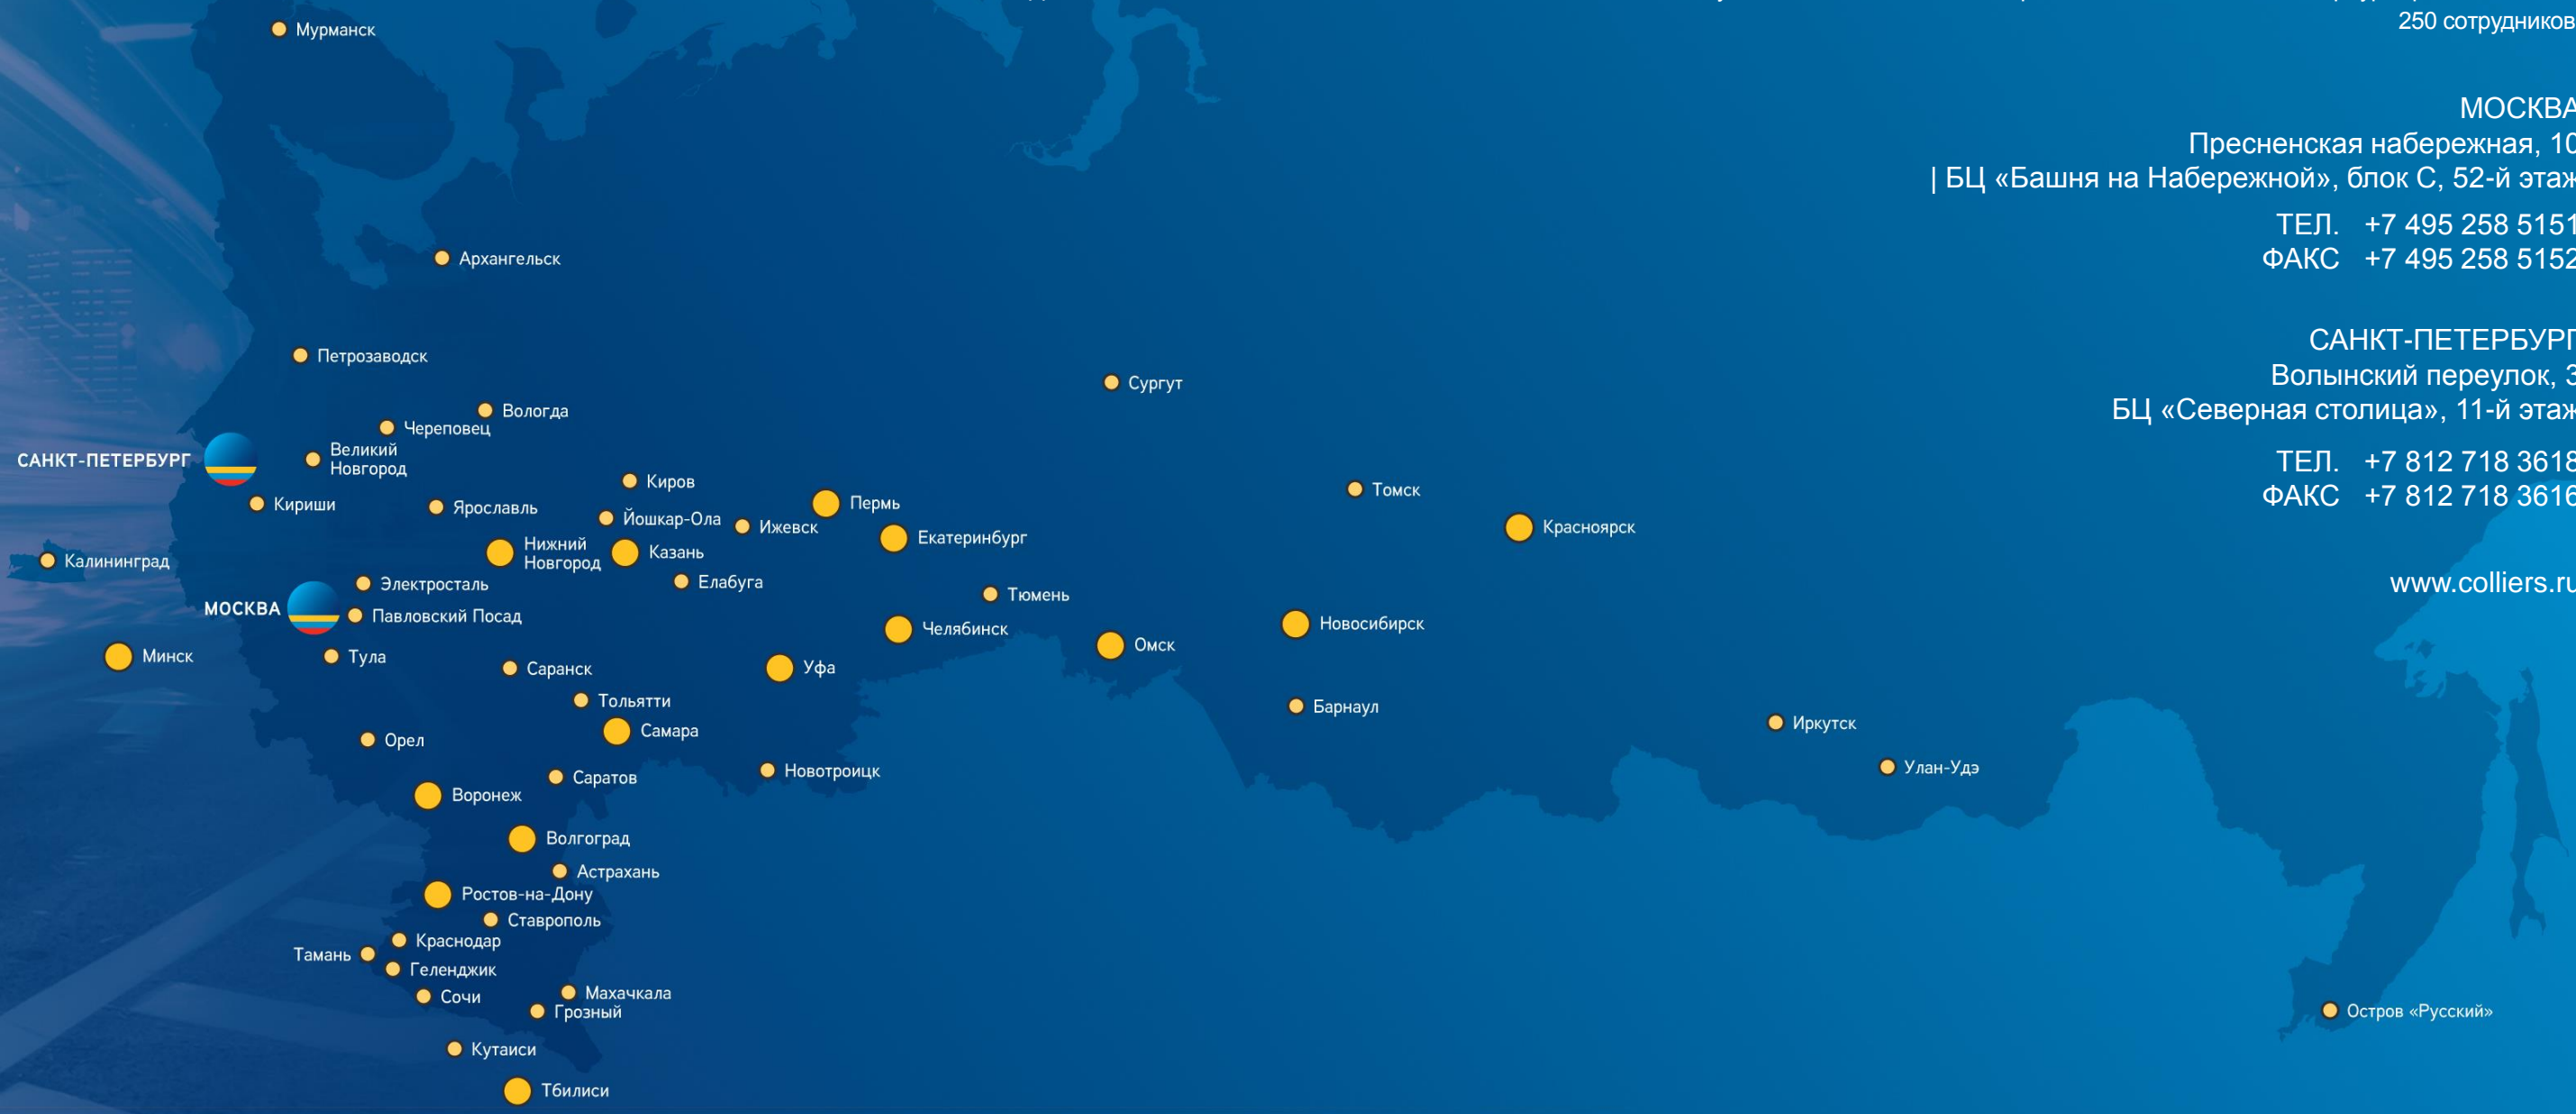 250 сотрудников
МОСКВА
Пресненская набережная, 10
| БЦ «Башня на Набережной», блок С, 52-й этаж
ТЕЛ. +7 495 258 5151
ФАКС +7 495 258 5152
САНКТ-ПЕТЕРБУРГ
Волынский переулок, 3
БЦ «Северная столица», 11-й этаж
ТЕЛ. +7 812 718 3618
ФАКС +7 812 718 3616
www.colliers.ru
Мурманск
Архангельск
Петрозаводск
Сургут
Вологда
Череповец
Великий
Новгород
САНКТ-ПЕТЕРБУРГ
Киров
Томск
Кириши
Ярославль
Йошкар-Ола
Ижевск
Пермь
Красноярск
Екатеринбург
Нижний
Новгород
Казань
Калининград
Электросталь
Елабуга
Тюмень
МОСКВА
Павловский Посад
Челябинск
Новосибирск
Омск
Минск
Тула
Саранск
Уфа
Тольятти
Барнаул
Самара
Иркутск
Орел
Новотроицк
Саратов
Улан-Удэ
Воронеж
Волгоград
Астрахань
Ростов-на-Дону
Ставрополь
Краснодар
Тамань
Геленджик
Сочи
Махачкала
Грозный
Остров «Русский»
Кутаиси
Тбилиси